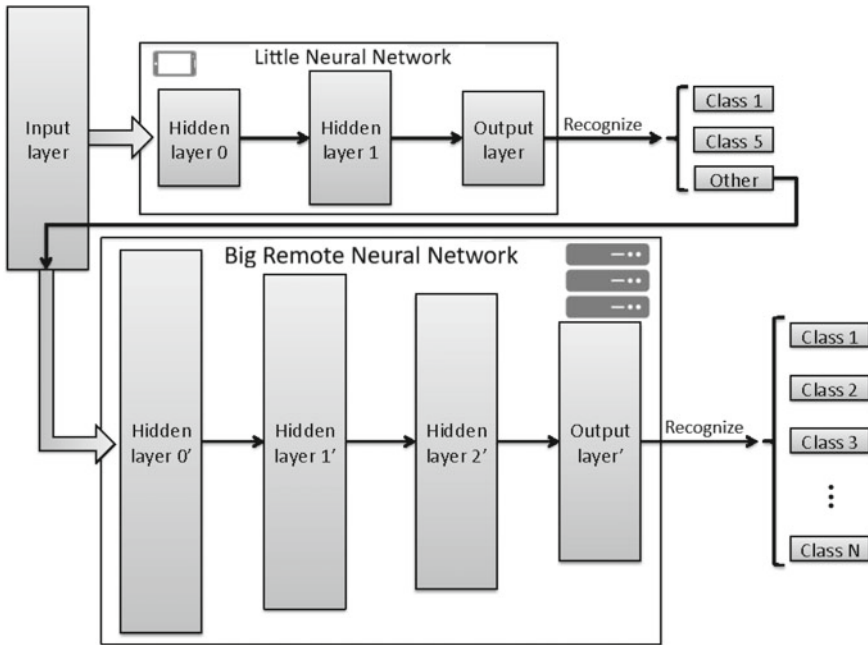 Little Neural Network
Input
layer
Hidden
layer 0
Hidden
layer 1
Output
layer
Recognize
Class 1
Class 5
Other
Big Remote Neural Network
Hidden
layer 0′
Hidden
layer 1′
Hidden
layer 2′
Output
layer′
Recognize
Class 1
Class 2
Class 3
⋮
Class N